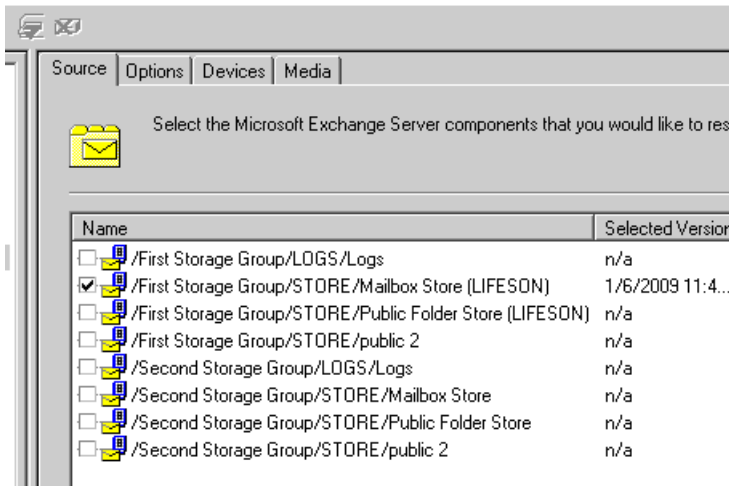 Source Options Devices Media
Select the Microsoft Exchange Server components that you would like to res
Name Selected Version
/First Storage Group/LOGS/Logs n/a
/First Storage Group/STORE/Mailbox Store (LIFESON) 1/6/2009 11:4...
/First Storage Group/STORE/Public Folder Store (LIFESON) n/a
/First Storage Group/STORE/public 2 n/a
/Second Storage Group/LOGS/Logs n/a
/Second Storage Group/STORE/Mailbox Store n/a
/Second Storage Group/STORE/Public Folder Store n/a
/Second Storage Group/STORE/public 2 n/a